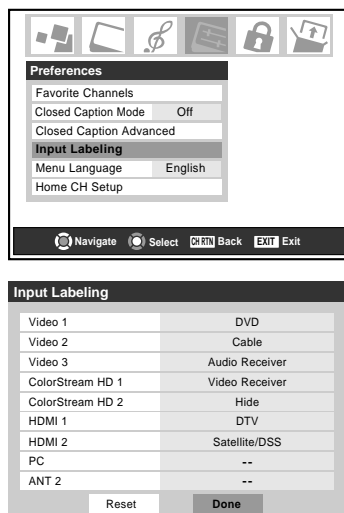 Preferences
Favorite Channels
Closed Caption Mode Off
Closed Caption Advanced
Input Labeling
Menu Language English
Home CH Setup
Navigate Select CH RTN Back EXIT Exit
Input Labeling
Video 1 DVD
Video 2 Cable
Video 3 Audio Receiver
ColorStream HD 1 Video Receiver
ColorStream HD 2 Hide
HDMI 1 DTV
HDMI 2 Satellite/DSS
PC --
ANT 2 --
Reset Done